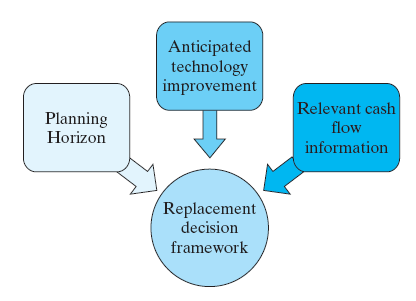 Anticipated
technology
improvement
Planning
Horizon
Relevant cash
flow
information
Replacement
decision
framework